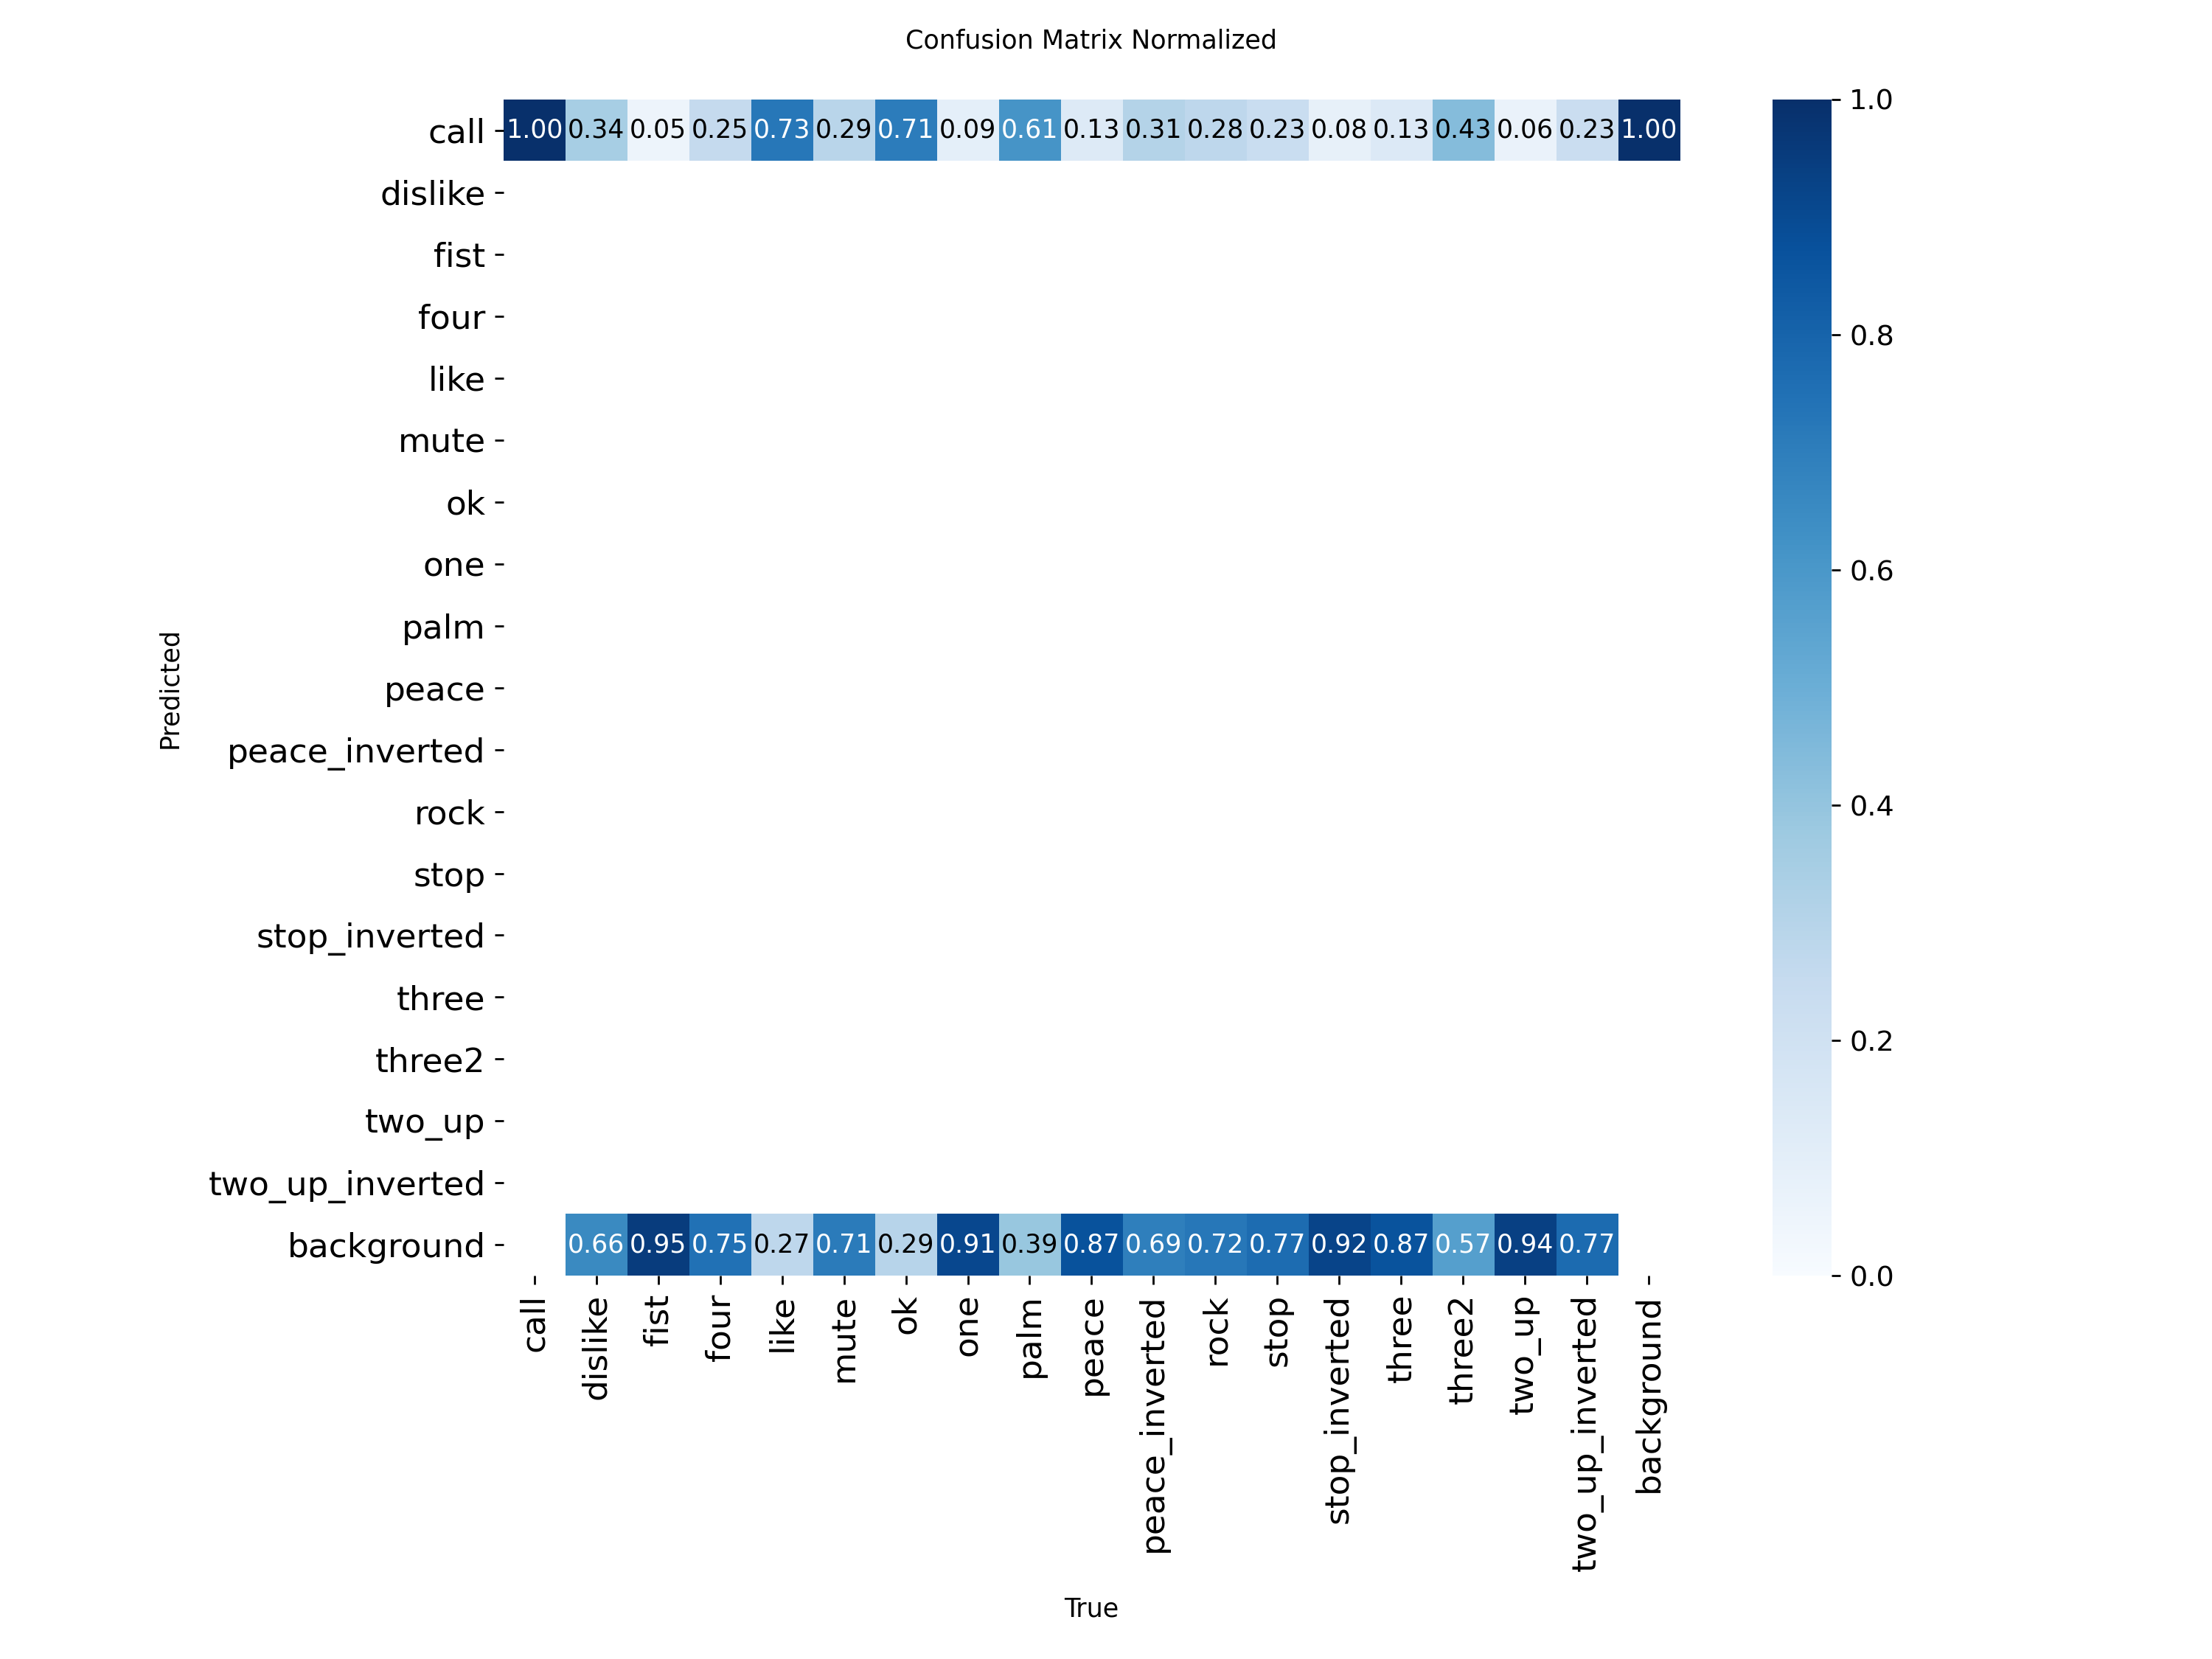 Confusion Matrix Normalized
call 1.00 0.34 0.05 0.25 0.73 0.29 0.71 0.09 0.61 0.13 0.31 0.28 0.23 0.08 0.13 0.43 0.06 0.23 1.00
dislike
fist
four
like
mute
ok
one
palm
peace
peace_inverted
rock
stop
stop_inverted
three
three2
two_up
two_up_inverted
background 0.66 0.95 0.75 0.27 0.71 0.29 0.91 0.39 0.87 0.69 0.72 0.77 0.92 0.87 0.57 0.94 0.77
Predicted
call
dislike
fist
four
like
mute
ok
one
palm
peace
peace_inverted
rock
stop
stop_inverted
three
three2
two_up
two_up_inverted
background
True
1.0
0.8
0.6
0.4
0.2
0.0